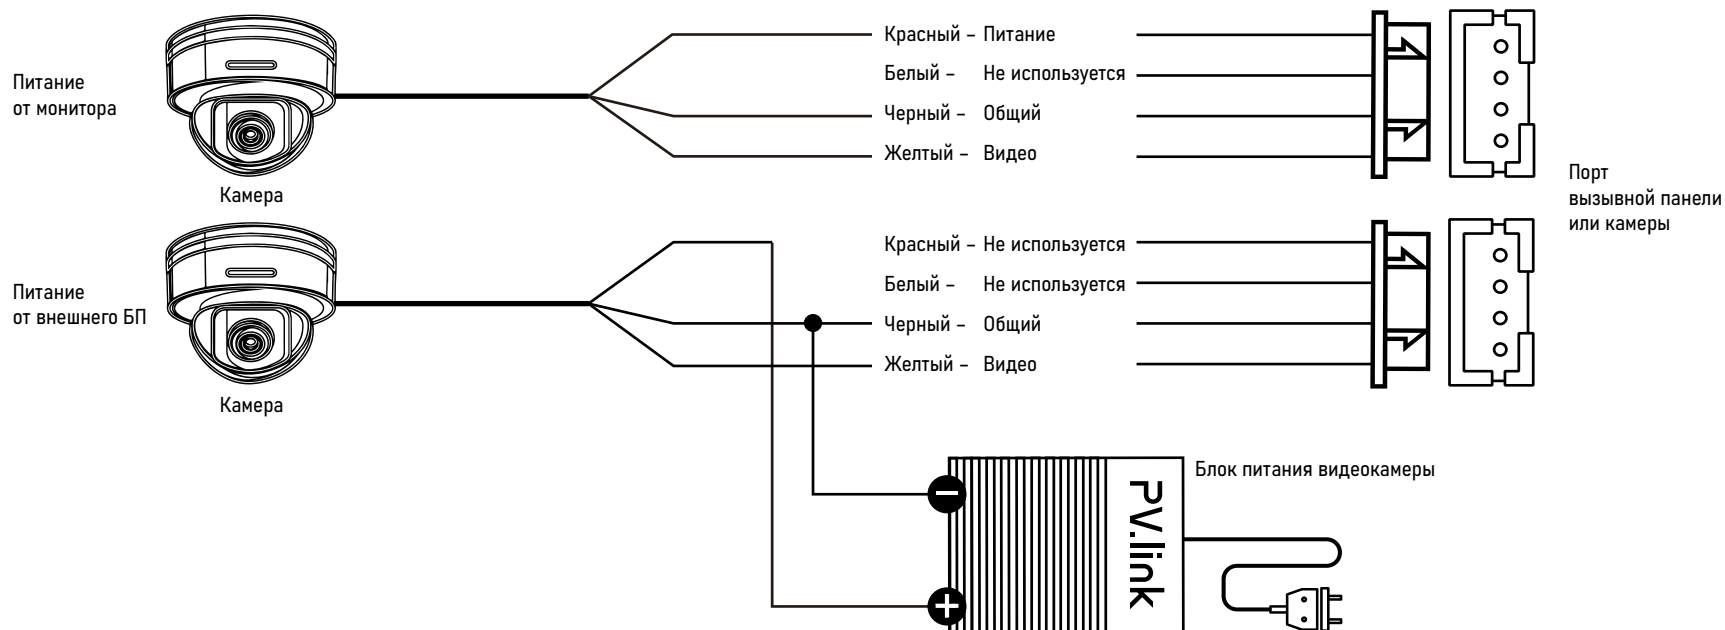 Питание
от монитора
Камера
Красный – Питание
Белый – Не используется
Черный – Общий
Желтый – Видео
Порт
вызывной панели
или камеры
Питание
от внешнего БП
Камера
Красный – Не используется
Белый – Не используется
Черный – Общий
Желтый – Видео
Блок питания видеокамеры
PV.link